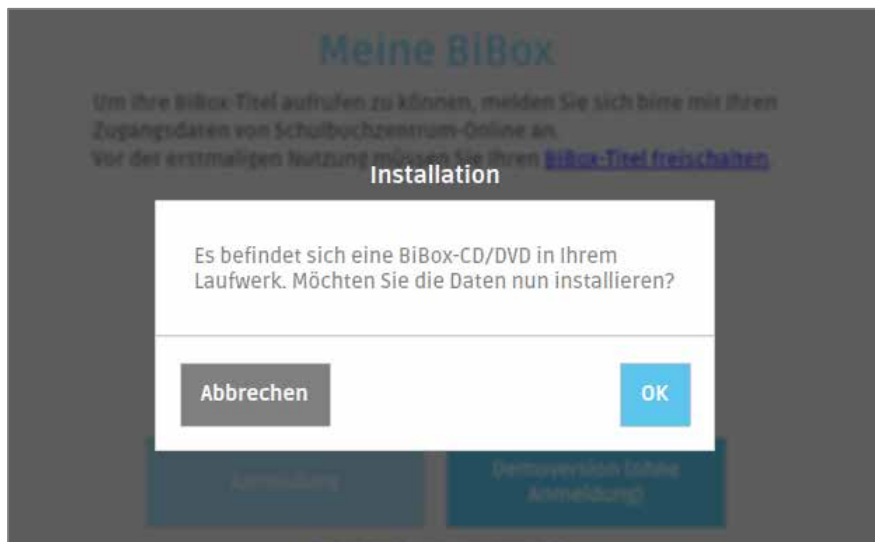 Meine BiBox
Um Ihre BiBox-Titel aufrufen zu können, melden Sie sich bitte mit Ihren
Zugangsdaten von Schulbuchzentrum-Online an.
Vor der erstmaligen Nutzung müssen Sie Ihren BiBox-Titel freischalten
Installation
Es befindet sich eine BiBox-CD/DVD in Ihrem
Laufwerk. Möchten Sie die Daten nun installieren?
Abbrechen
OK
Anmeldung
Demoversion (ohne
Anmeldung)